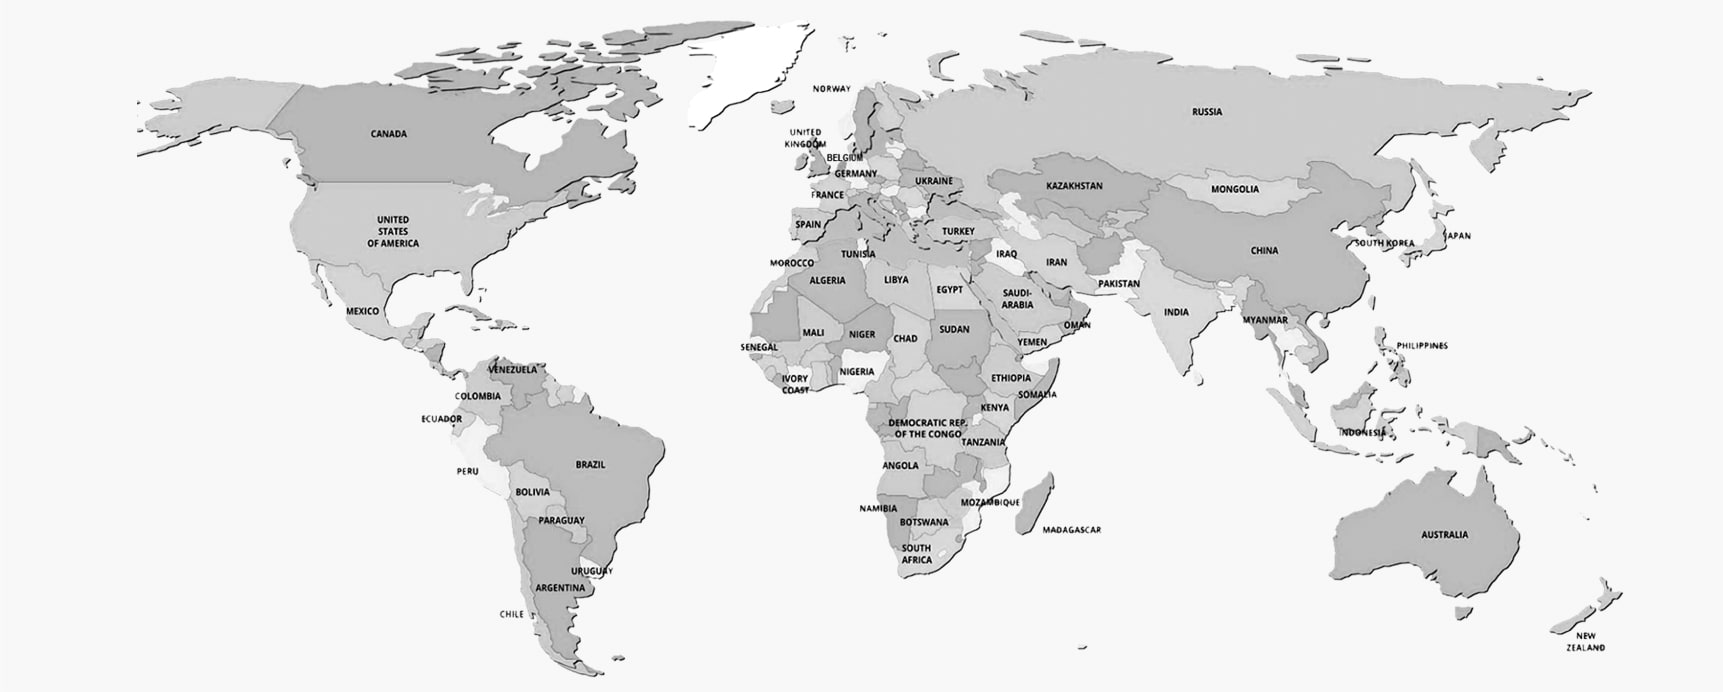 NORWAY
RUSSIA
CANADA
UNITED
KINGDOM
BELGIUM
GERMANY
UKRAINE
KAZAKHSTAN
MONGOLIA
FRANCE
UNITED
STATES
OF AMERICA
SPAIN
TURKEY
JAPAN
SOUTH KOREA
CHINA
TUNISIA
IRAQ
IRAN
MOROCCO
ALGERIA
LIBYA
EGYPT
PAKISTAN
SAUDI-
ARABIA
MEXICO
INDIA
MYANMAR
OMAN
MALI
NIGER
CHAD
SUDAN
YEMEN
SENEGAL
PHILIPPINES
VENEZUELA
NIGERIA
IVORY
COAST
ETHIOPIA
SOMALIA
COLOMBIA
KENYA
ECUADOR
DEMOCRATIC REP.
OF THE CONGO
INDONESIA
TANZANIA
BRAZIL
ANGOLA
PERU
BOLIVIA
MOZAMBIQUE
NAMIBIA
PARAGUAY
BOTSWANA
MADAGASCAR
AUSTRALIA
SOUTH
AFRICA
URUGUAY
ARGENTINA
CHILE
NEW
ZEALAND